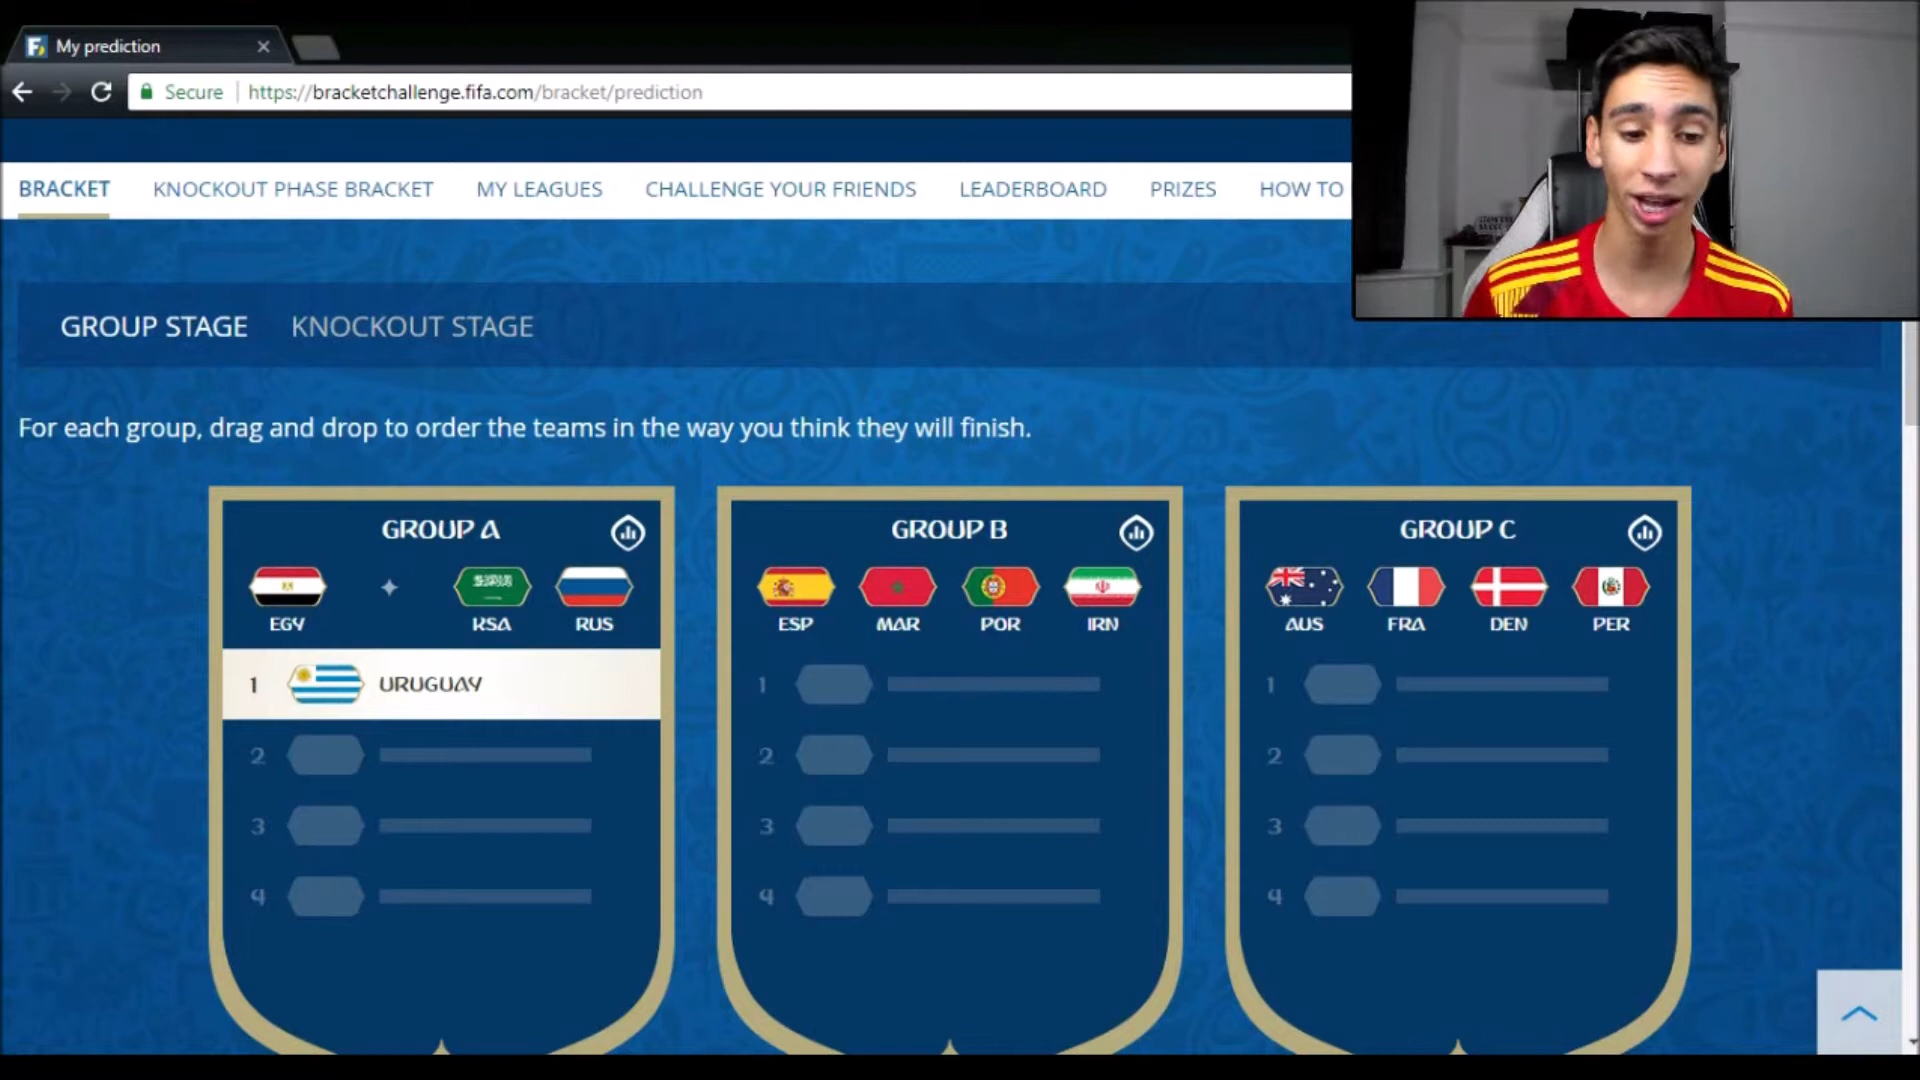 My prediction
Secure https://bracketchallenge.fifa.com/bracket/prediction
BRACKET KNOCKOUT PHASE BRACKET MY LEAGUES CHALLENGE YOUR FRIENDS LEADERBOARD PRIZES HOW TO
GROUP STAGE KNOCKOUT STAGE
For each group, drag and drop to order the teams in the way you think they will finish.
GROUP A
EGY KSA RUS
1 URUGUAY
2
3
4
GROUP B
ESP MAR POR IRN
1
2
3
4
GROUP C
AUS FRA DEN PER
1
2
3
4